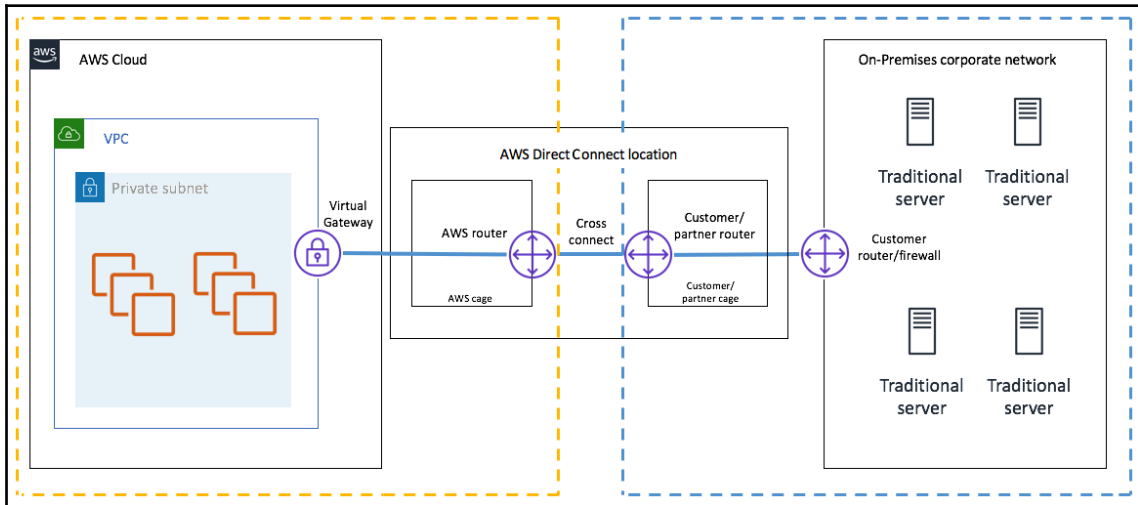 aws
AWS Cloud
VPC
Private subnet
Virtual
Gateway
AWS Direct Connect location
AWS router
AWS cage
Cross
connect
Customer/
partner router
Customer/
partner cage
Customer
router/firewall
On-Premises corporate network
Traditional
server
Traditional
server
Traditional
server
Traditional
server